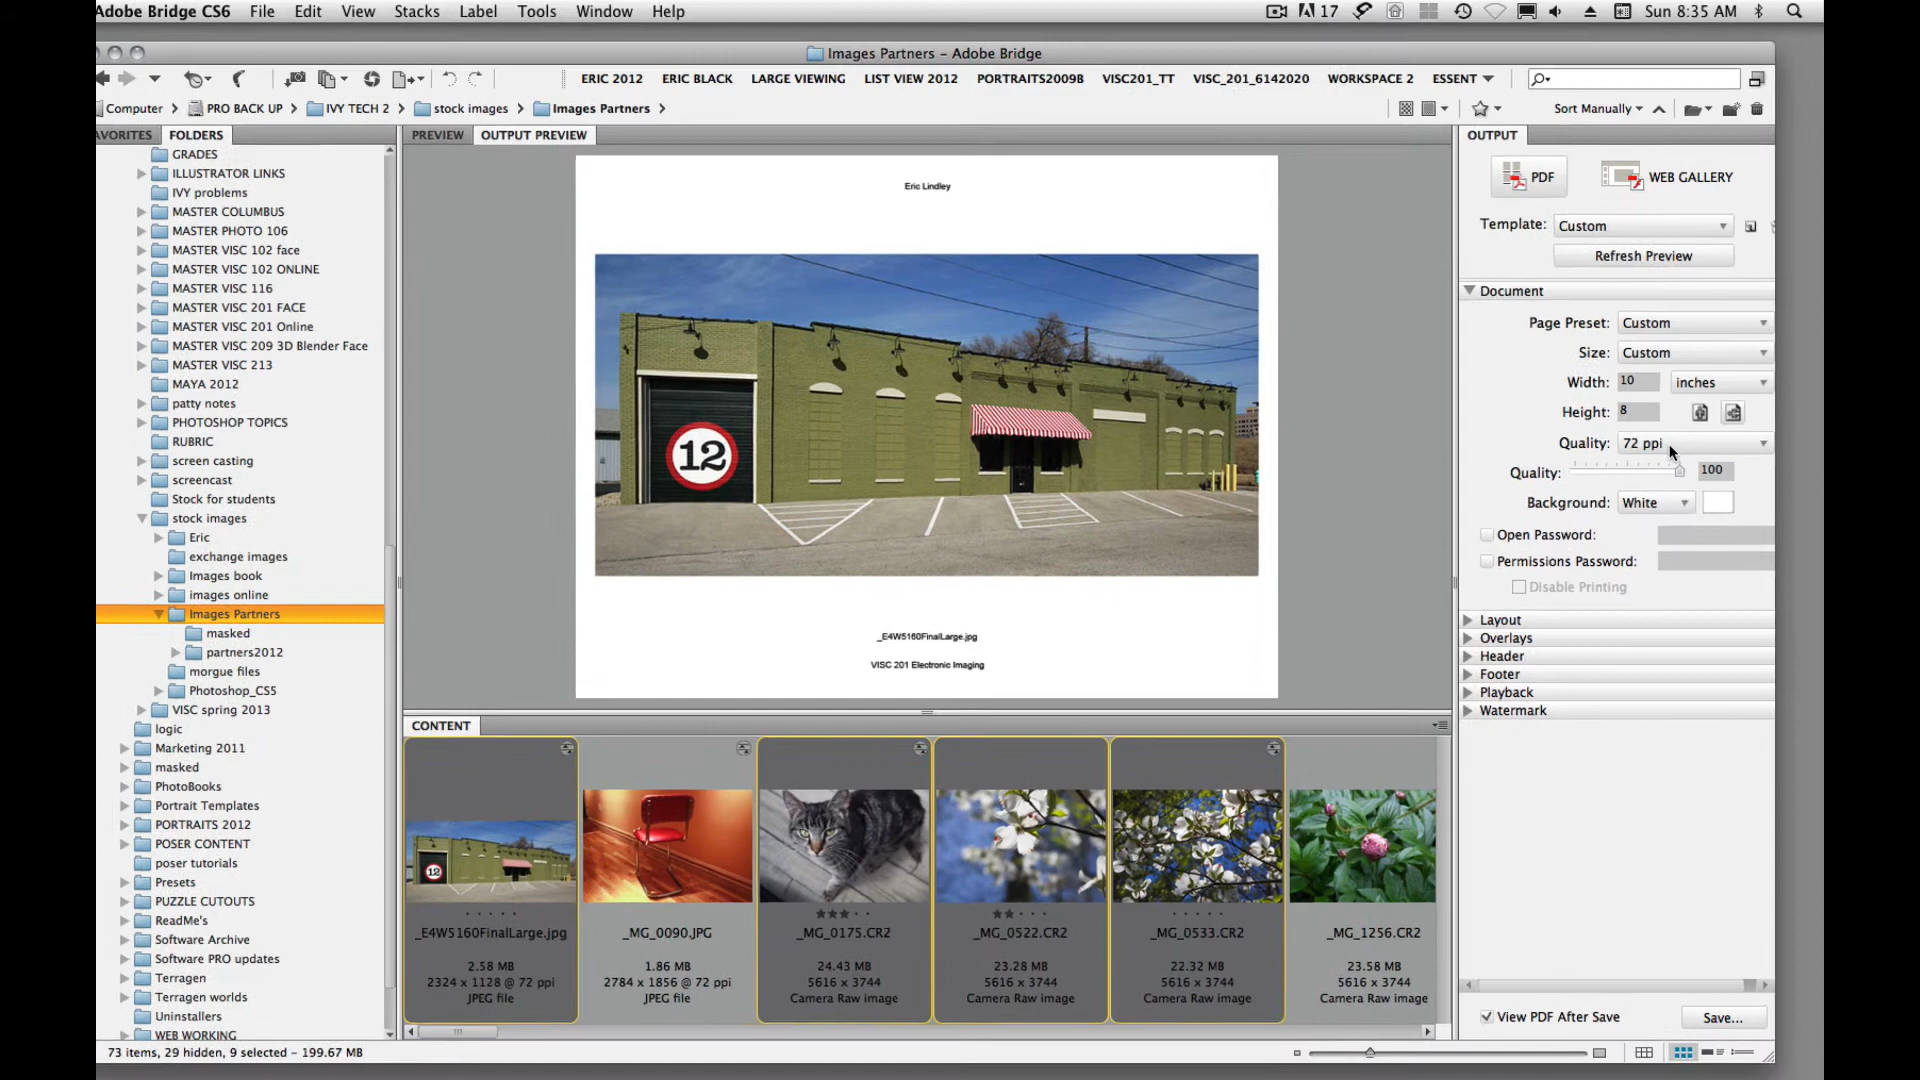 Adobe Bridge CS6 File Edit View Stacks Label Tools Window Help 17 Sun 8:35 AM
Images Partners – Adobe Bridge
ERIC 2012 ERIC BLACK LARGE VIEWING LIST VIEW 2012 PORTRAITS2009B VISC201_TT VISC_201_6142020 WORKSPACE 2 ESSENT
Computer PRO BACK UP IVY TECH 2 stock images Images Partners Sort Manually
AVORITES FOLDERS PREVIEW OUTPUT PREVIEW OUTPUT
GRADES
ILLUSTRATOR LINKS
IVY problems
MASTER COLUMBUS
MASTER PHOTO 106
MASTER VISC 102 face
MASTER VISC 102 ONLINE
MASTER VISC 116
MASTER VISC 201 FACE
MASTER VISC 201 Online
MASTER VISC 209 3D Blender Face
MASTER VISC 213
MAYA 2012
patty notes
PHOTOSHOP TOPICS
RUBRIC
screen casting
screencast
Stock for students
stock images
Eric
exchange images
Images book
images online
Images Partners
masked
partners2012
morgue files
Photoshop_CS5
VISC spring 2013
logic
Marketing 2011
masked
PhotoBooks
Portrait Templates
PORTRAITS 2012
POSER CONTENT
poser tutorials
Presets
PUZZLE CUTOUTS
ReadMe's
Software Archive
Software PRO updates
Terragen
Terragen worlds
Uninstallers
WEB WORKING
Eric Lindley
12
_E4W5160FinalLarge.jpg
VISC 201 Electronic Imaging
CONTENT
12
_E4W5160FinalLarge.jpg
2.58 MB
2324 x 1128 @ 72 ppi
JPEG file
_MG_0090.JPG
1.86 MB
2784 x 1856 @ 72 ppi
JPEG file
_MG_0175.CR2
24.43 MB
5616 x 3744
Camera Raw image
_MG_0522.CR2
23.28 MB
5616 x 3744
Camera Raw image
_MG_0533.CR2
22.32 MB
5616 x 3744
Camera Raw image
_MG_1256.CR2
23.58 MB
5616 x 3744
Camera Raw image
PDF WEB GALLERY
Template: Custom
Refresh Preview
Document
Page Preset: Custom
Size: Custom
Width: 10 inches
Height: 8
Quality: 72 ppi
Quality: 100
Background: White
Open Password:
Permissions Password:
Disable Printing
Layout
Overlays
Header
Footer
Playback
Watermark
View PDF After Save Save...
73 items, 29 hidden, 9 selected – 199.67 MB